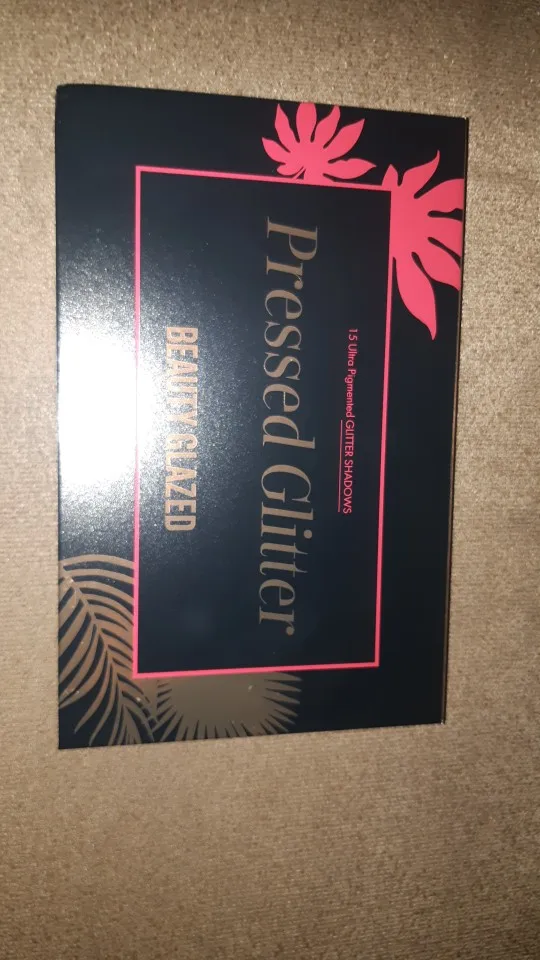 15 Ultra Pigmented GLITTER SHADOWS
Pressed Glitter
BEAUTY GLAZED